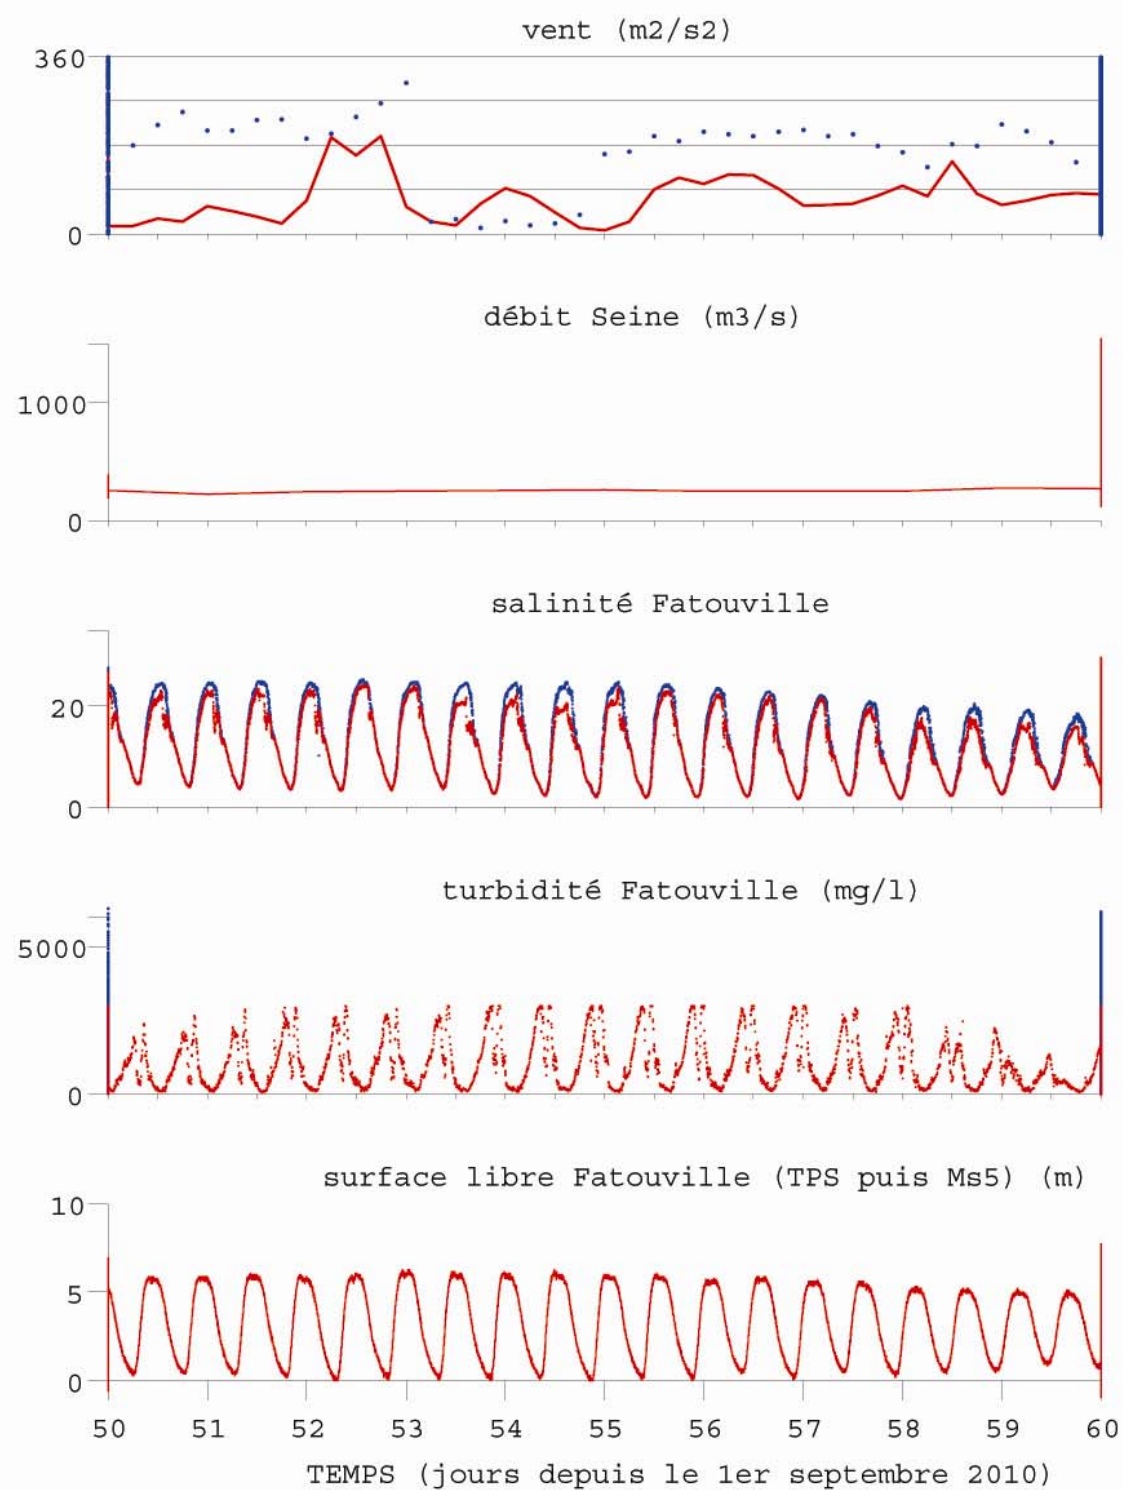 vent (m2/s2)
360
0
débit Seine (m3/s)
1000
0
salinité Fatouville
20
0
turbidité Fatouville (mg/l)
5000
0
surface libre Fatouville (TPS puis Ms5) (m)
10
5
0
50 51 52 53 54 55 56 57 58 59 60
TEMPS (jours depuis le 1er septembre 2010)